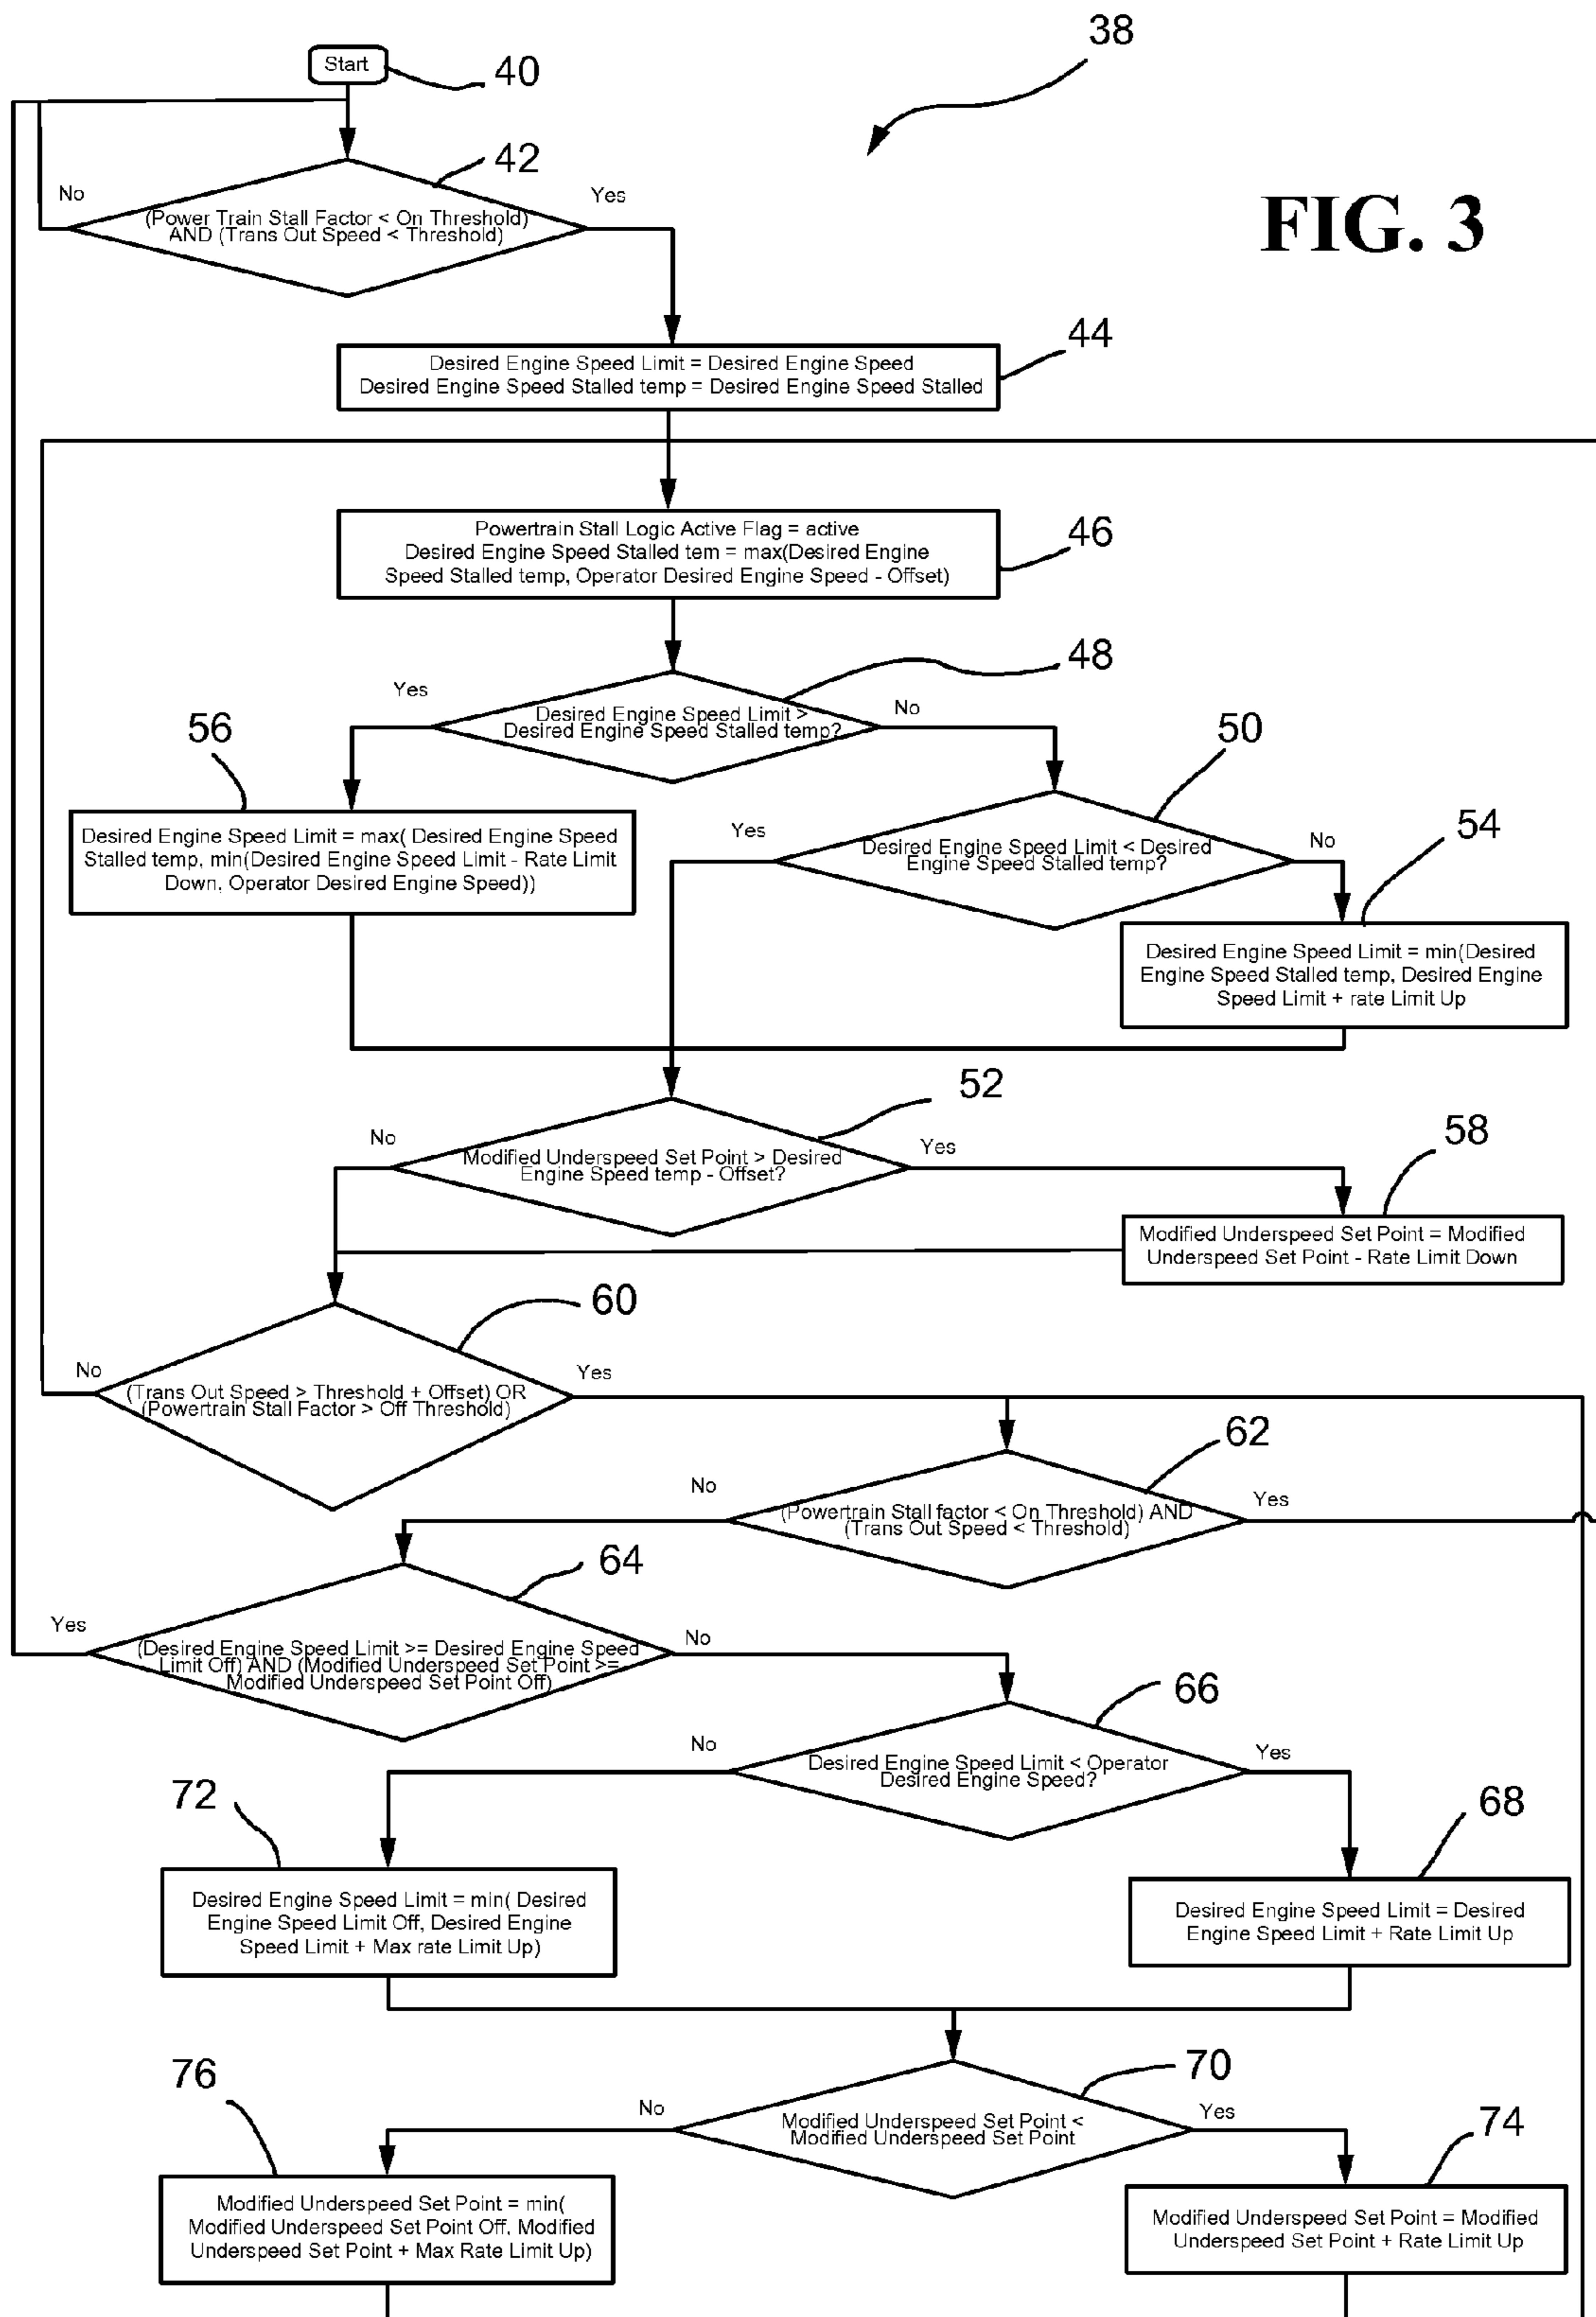 38
Start
40
42
No
Yes
(Power Train Stall Factor < On Threshold)
AND (Trans Out Speed < Threshold)
FIG. 3
44
Desired Engine Speed Limit = Desired Engine Speed
Desired Engine Speed Stalled temp = Desired Engine Speed Stalled
46
Powertrain Stall Logic Active Flag = active
Desired Engine Speed Stalled tem = max(Desired Engine
Speed Stalled temp, Operator Desired Engine Speed - Offset)
48
Yes
No
Desired Engine Speed Limit >
Desired Engine Speed Stalled temp?
56
50
Desired Engine Speed Limit = max( Desired Engine Speed
Stalled temp, min(Desired Engine Speed Limit - Rate Limit
Down, Operator Desired Engine Speed))
Yes
No
Desired Engine Speed Limit < Desired
Engine Speed Stalled temp?
54
Desired Engine Speed Limit = min(Desired
Engine Speed Stalled temp, Desired Engine
Speed Limit + rate Limit Up
52
No
Yes
Modified Underspeed Set Point > Desired
Engine Speed temp - Offset?
58
Modified Underspeed Set Point = Modified
Underspeed Set Point - Rate Limit Down
60
No
Yes
(Trans Out Speed > Threshold + Offset) OR
(Powertrain Stall Factor > Off Threshold)
62
No
Yes
(Powertrain Stall factor < On Threshold) AND
(Trans Out Speed < Threshold)
64
Yes
No
(Desired Engine Speed Limit >= Desired Engine Speed
Limit Off) AND (Modified Underspeed Set Point >=
Modified Underspeed Set Point Off)
66
No
Yes
Desired Engine Speed Limit < Operator
Desired Engine Speed?
72
68
Desired Engine Speed Limit = min( Desired
Engine Speed Limit Off, Desired Engine
Speed Limit + Max rate Limit Up)
Desired Engine Speed Limit = Desired
Engine Speed Limit + Rate Limit Up
76
70
No
Yes
Modified Underspeed Set Point <
Modified Underspeed Set Point
74
Modified Underspeed Set Point = min(
Modified Underspeed Set Point Off, Modified
Underspeed Set Point + Max Rate Limit Up)
Modified Underspeed Set Point = Modified
Underspeed Set Point + Rate Limit Up